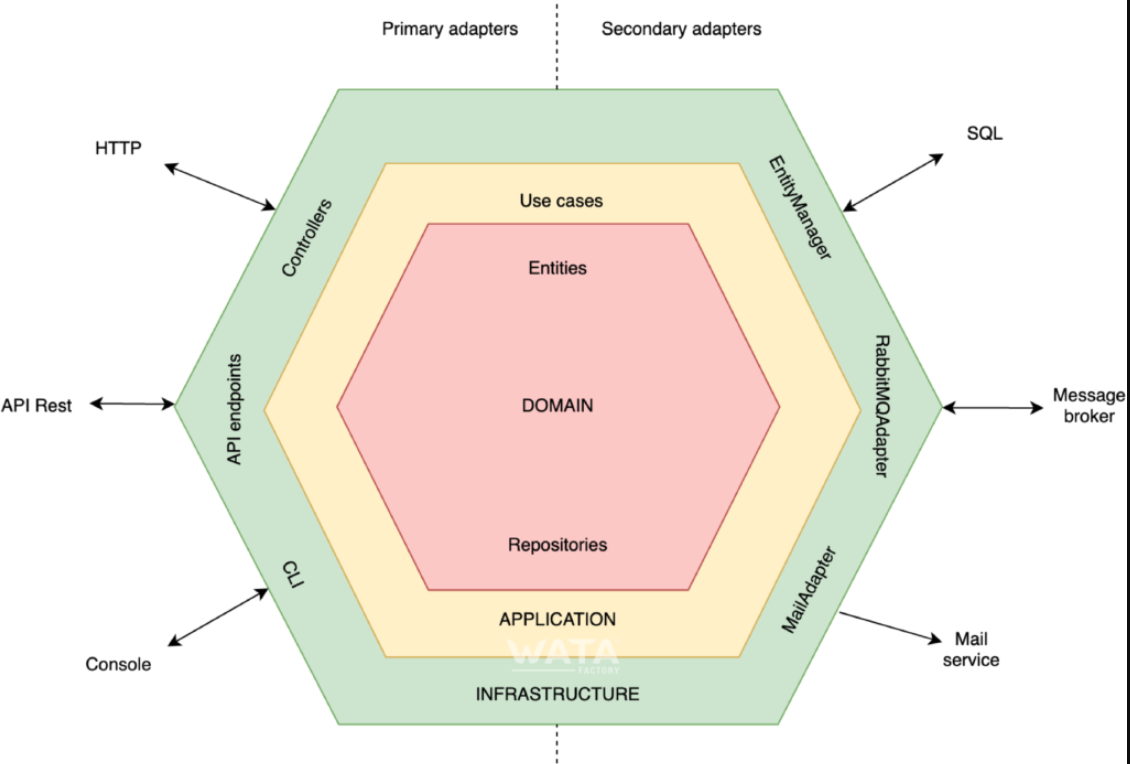 Primary adapters
Secondary adapters
HTTP
SQL
Controllers
EntityManager
Use cases
Entities
API Rest
API endpoints
DOMAIN
RabbitMQAdapter
Message
broker
Repositories
CLI
MailAdapter
APPLICATION
WATA
FACTORY
Console
Mail
service
INFRASTRUCTURE